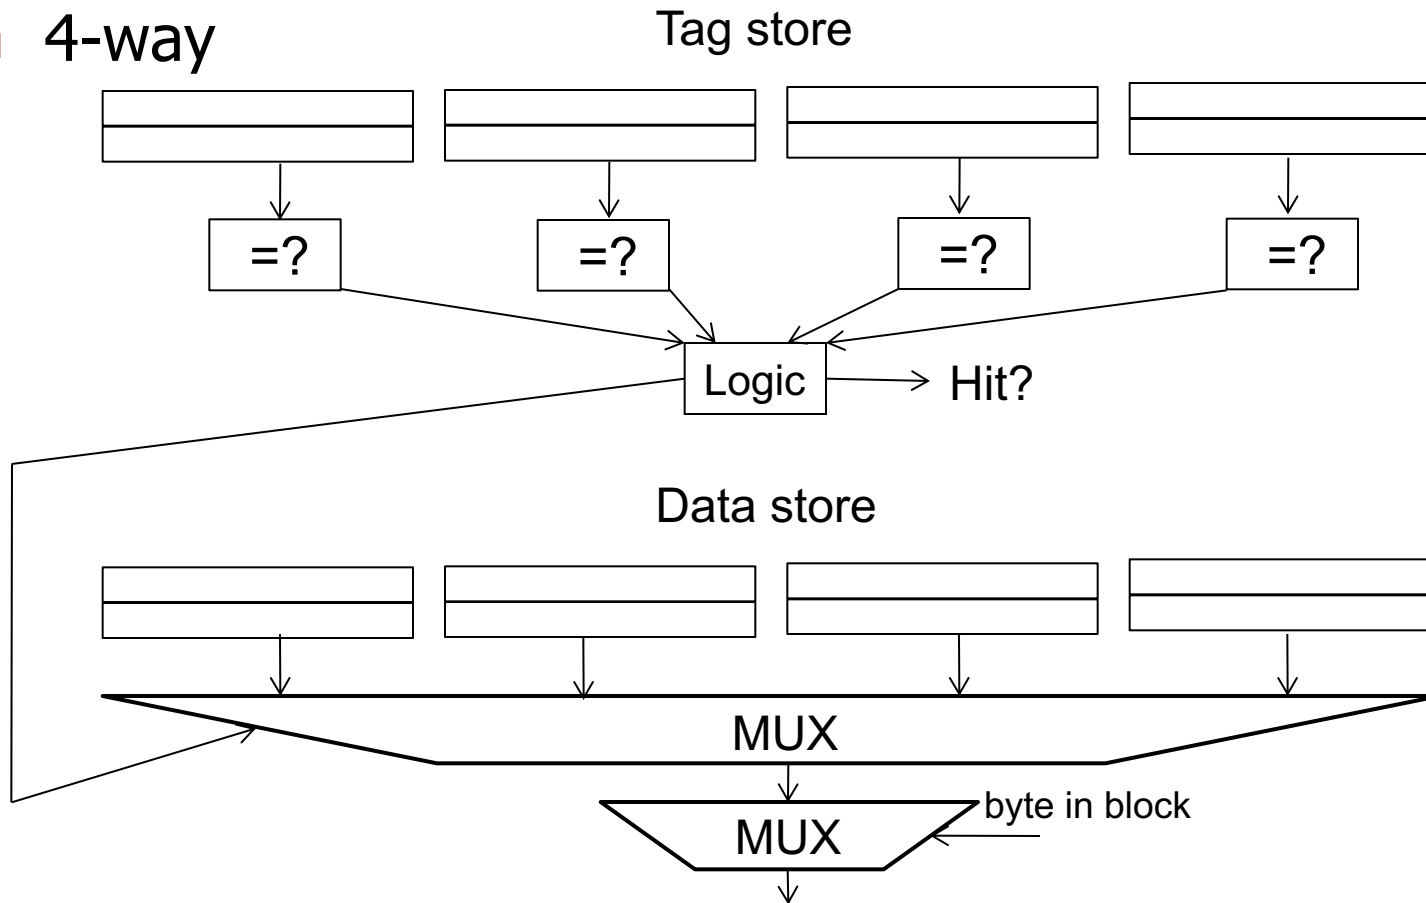 4-way
Tag store
=?
=?
=?
=?
Logic
Hit?
Data store
MUX
byte in block
MUX